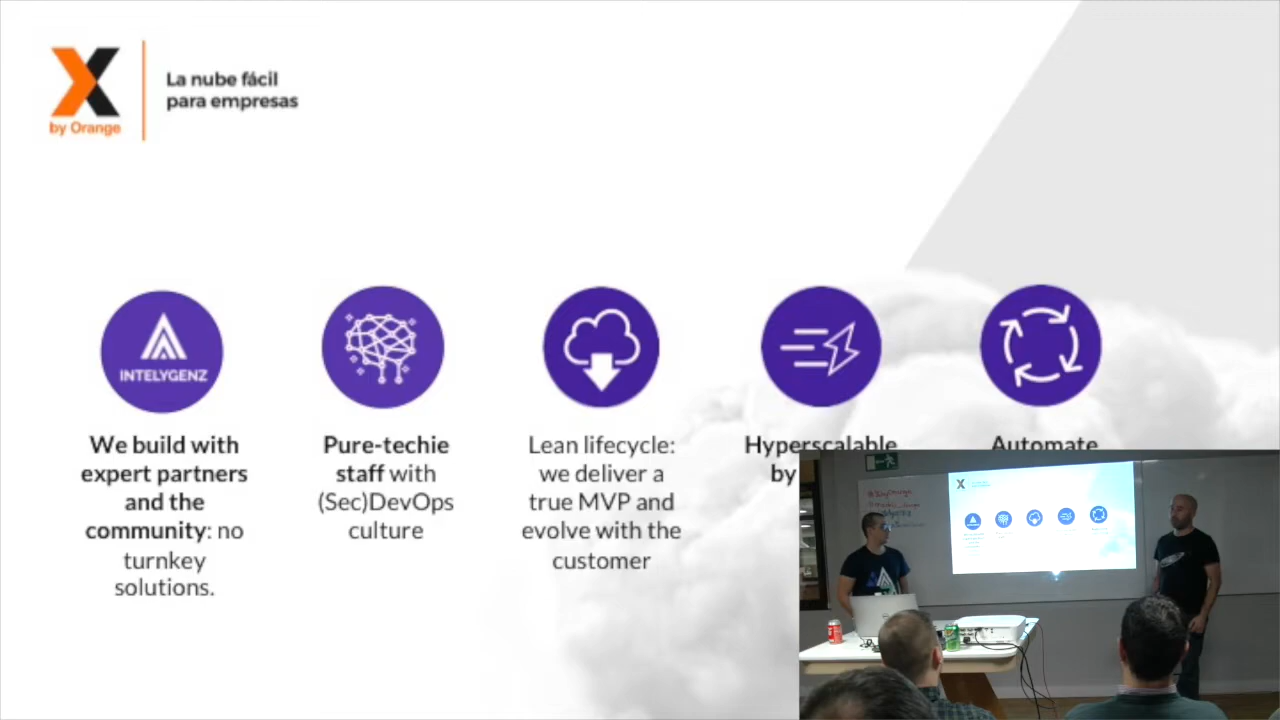 La nube fácil
para empresas
by Orange
INTELYGENZ
We build with
expert partners
and the
community: no
turnkey
solutions.
Pure-techie
staff with
(Sec)DevOps
culture
Lean lifecycle:
we deliver a
true MVP and
evolve with the
customer
Hyperscalable
by
Automate